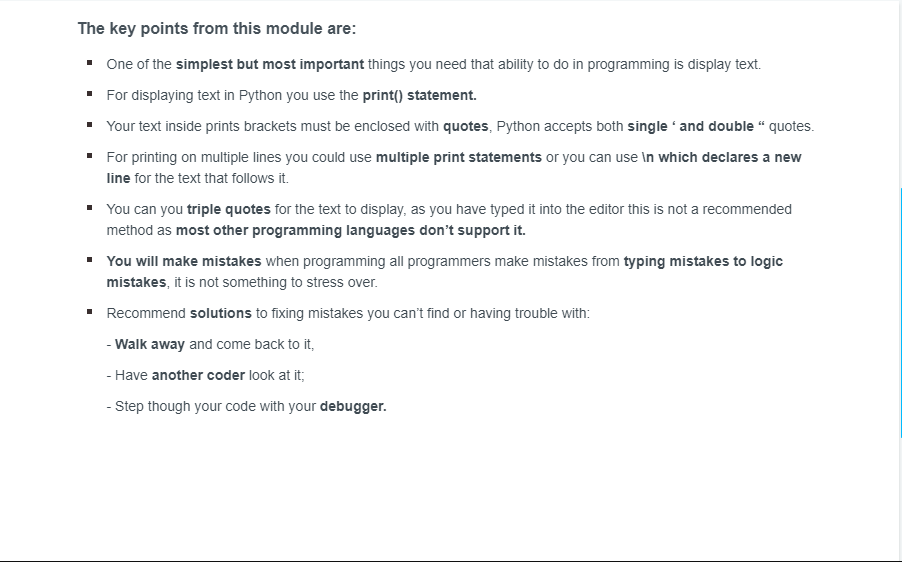 The key points from this module are:
▪ One of the simplest but most important things you need that ability to do in programming is display text.
▪ For displaying text in Python you use the print() statement.
▪ Your text inside prints brackets must be enclosed with quotes, Python accepts both single ‘ and double “ quotes.
▪ For printing on multiple lines you could use multiple print statements or you can use \n which declares a new
line for the text that follows it.
▪ You can you triple quotes for the text to display, as you have typed it into the editor this is not a recommended
method as most other programming languages don’t support it.
▪ You will make mistakes when programming all programmers make mistakes from typing mistakes to logic
mistakes, it is not something to stress over.
▪ Recommend solutions to fixing mistakes you can’t find or having trouble with:
- Walk away and come back to it,
- Have another coder look at it;
- Step though your code with your debugger.